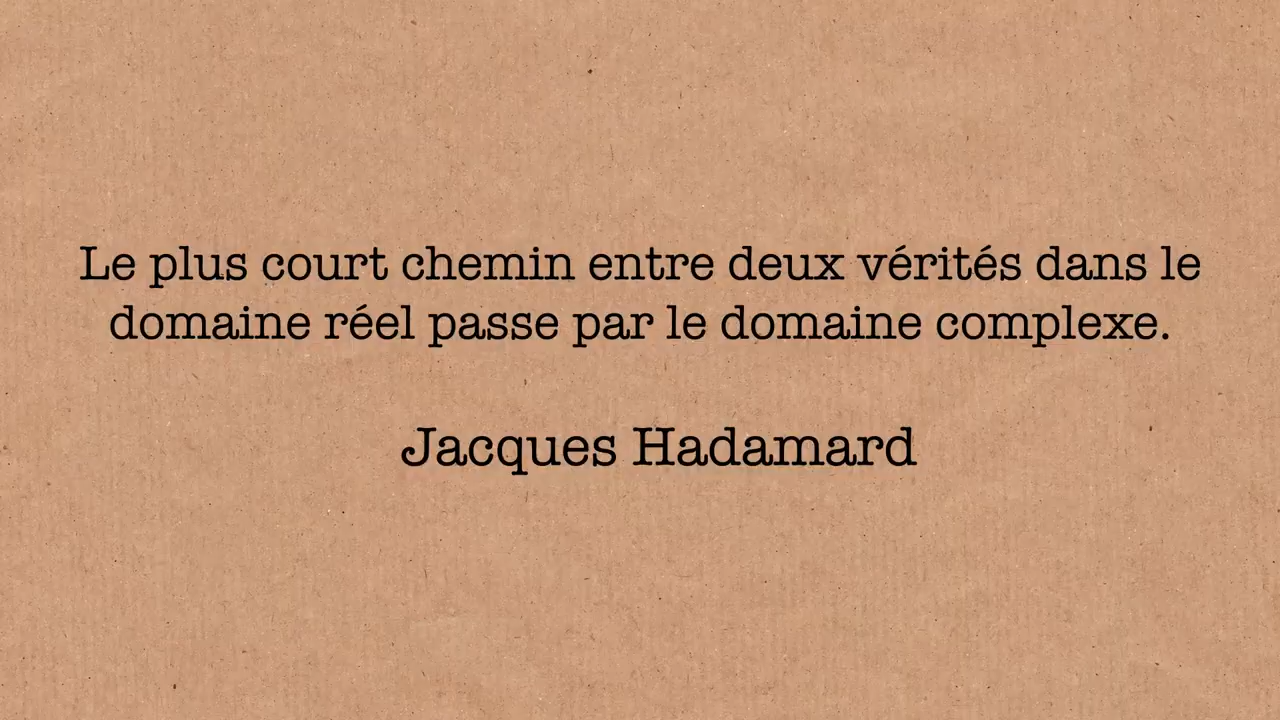 Le plus court chemin entre deux vérités dans le
domaine réel passe par le domaine complexe.
Jacques Hadamard